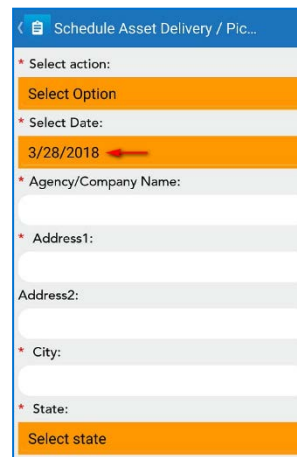 Schedule Asset Delivery / Pic...
* Select action:
Select Option
* Select Date:
3/28/2018
* Agency/Company Name:
* Address1:
Address2:
* City:
* State:
Select state